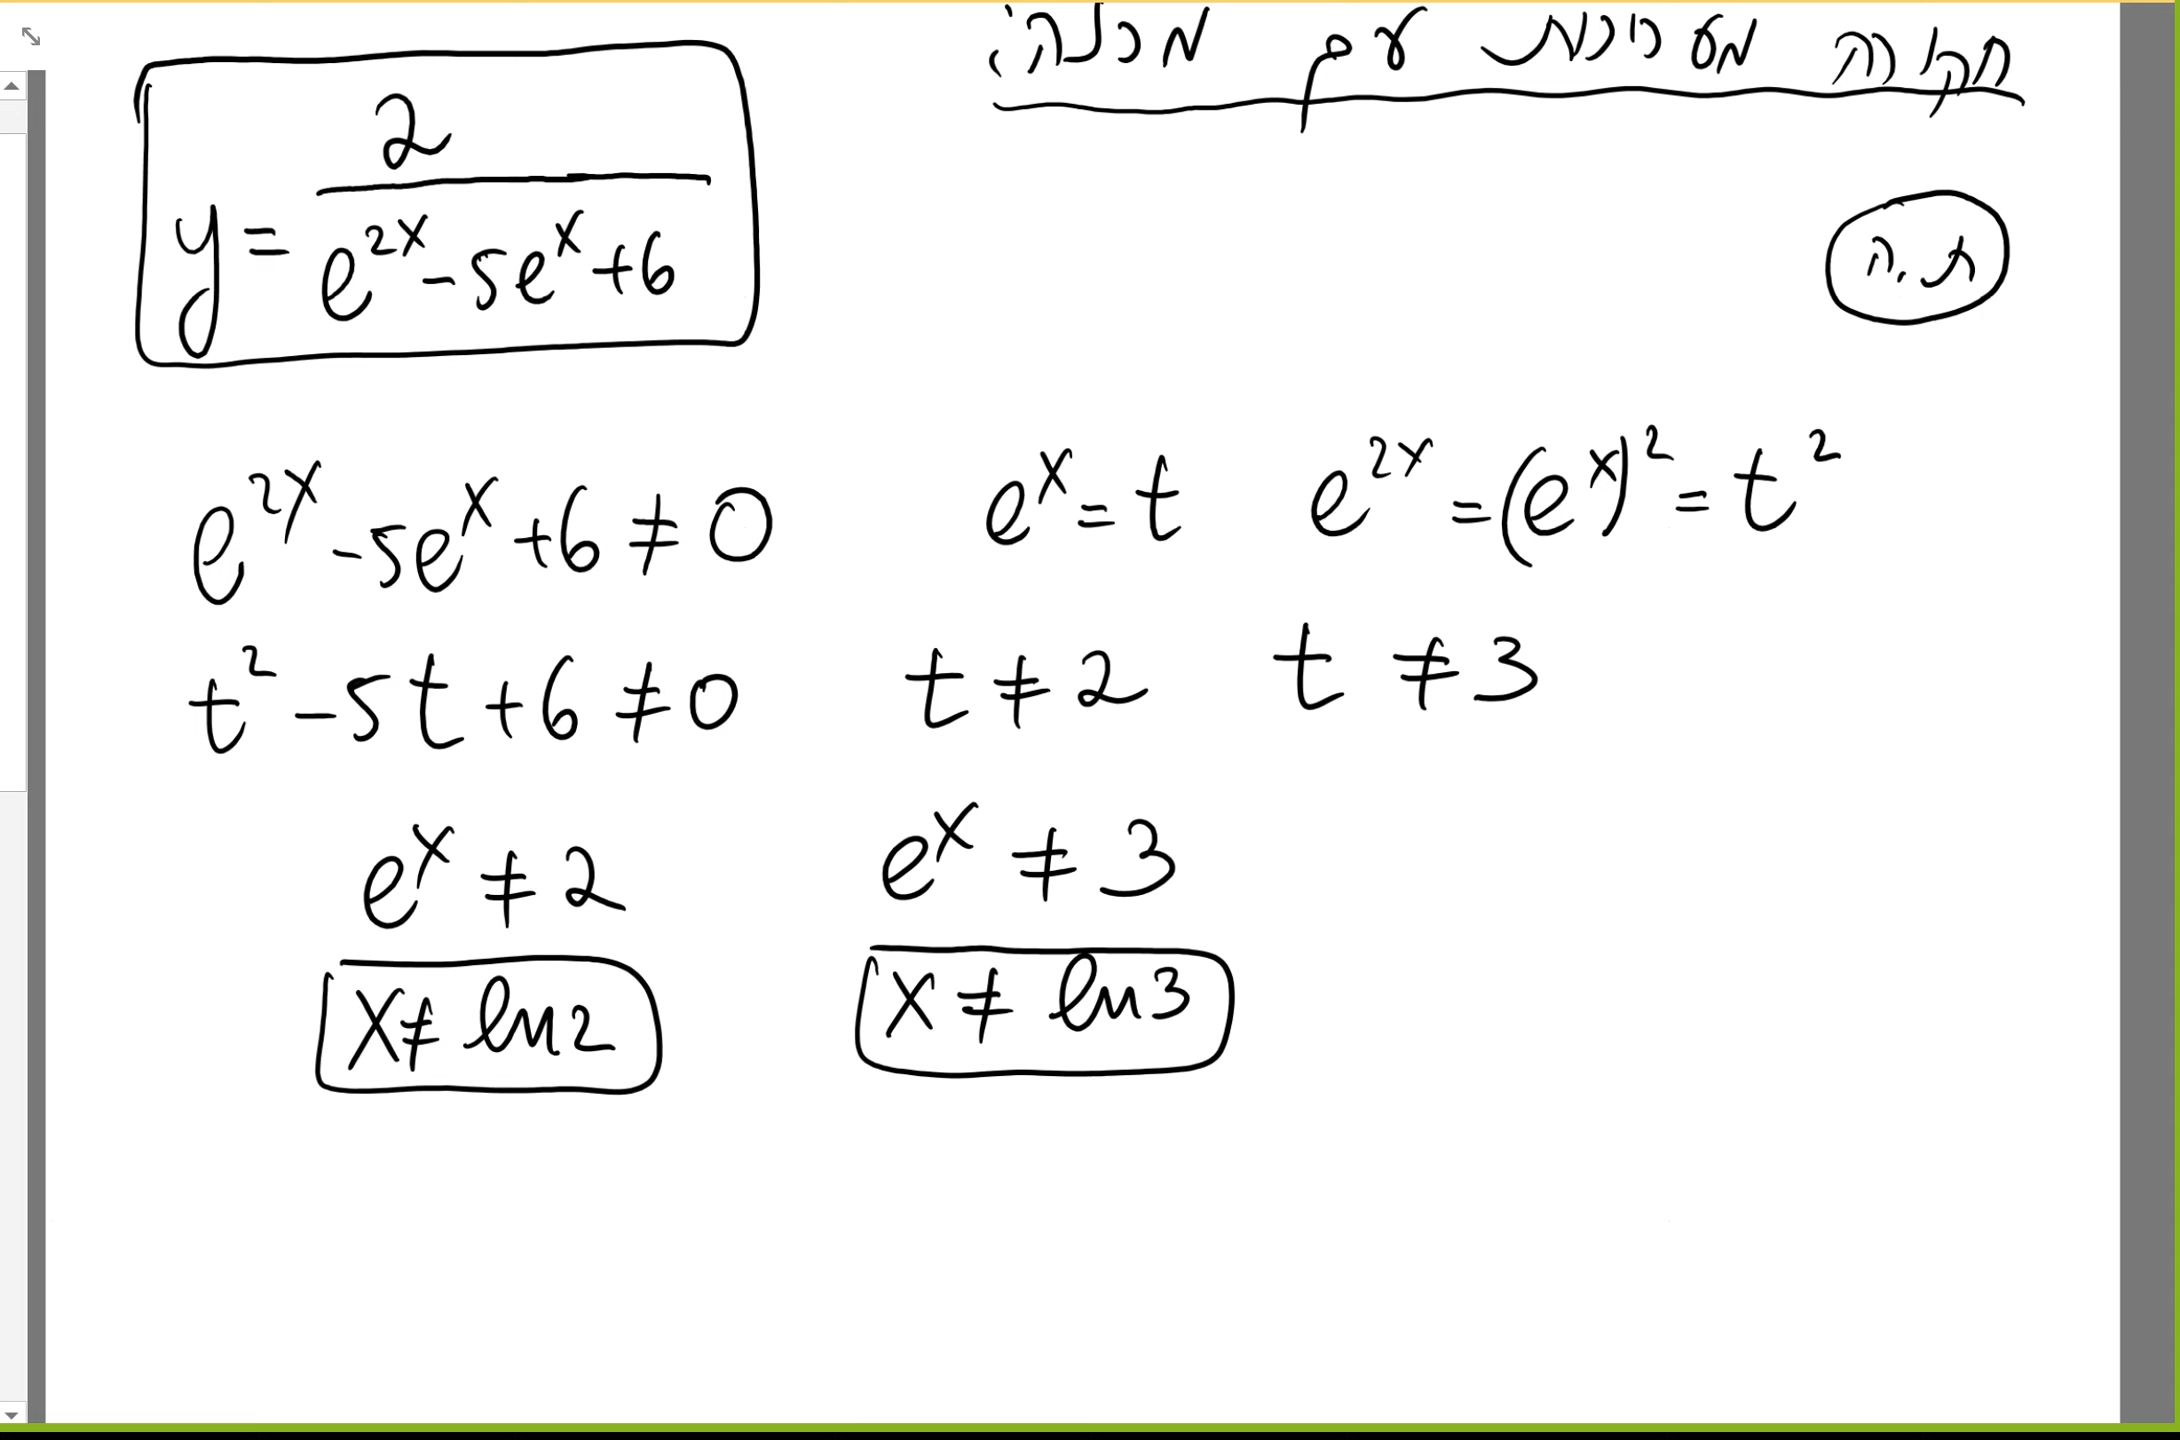 חקירה מסוכנת עם מכנה:
y = 2 / (e^(2x) - 5e^x + 6)
ת.ה
e^(2x) - 5e^x + 6 ≠ 0   e^x = t   e^(2x) = (e^x)^2 = t^2
t^2 - 5t + 6 ≠ 0   t ≠ 2   t ≠ 3
e^x ≠ 2   e^x ≠ 3
x ≠ ln2   x ≠ ln3